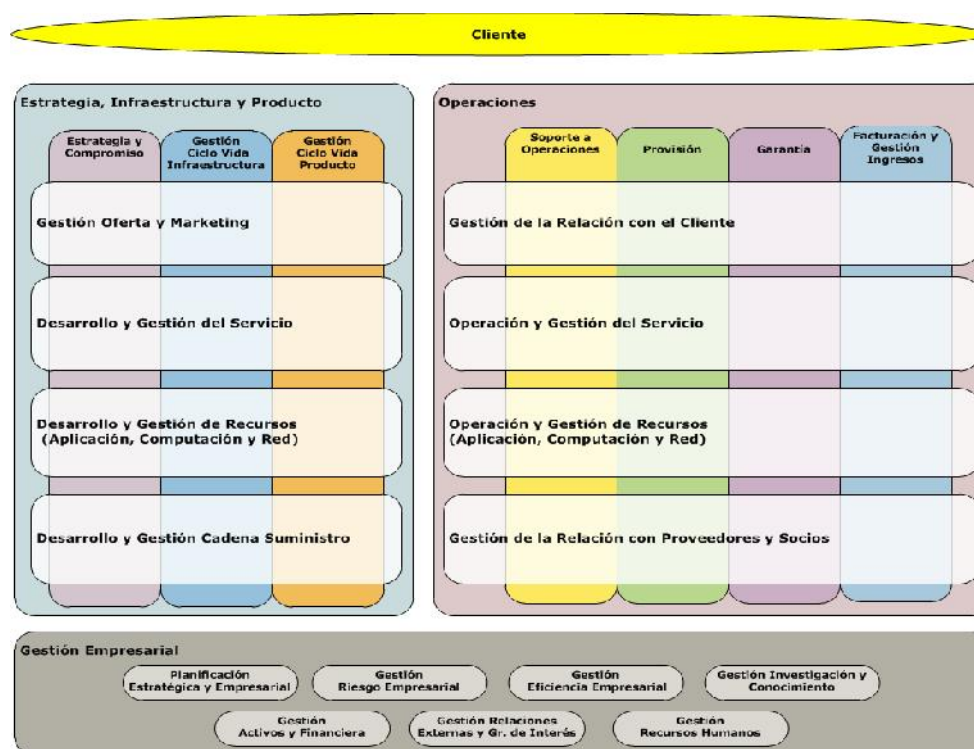 Cliente
Estrategia, Infraestructura y Producto
Estrategia y
Compromiso
Gestión
Ciclo Vida
Infraestructura
Gestión
Ciclo Vida
Producto
Gestión Oferta y Marketing
Desarrollo y Gestión del Servicio
Desarrollo y Gestión de Recursos
(Aplicación, Computación y Red)
Desarrollo y Gestión Cadena Suministro
Operaciones
Soporte a
Operaciones
Provisión
Garantía
Facturación y
Gestión
Ingresos
Gestión de la Relación con el Cliente
Operación y Gestión del Servicio
Operación y Gestión de Recursos
(Aplicación, Computación y Red)
Gestión de la Relación con Proveedores y Socios
Gestión Empresarial
Planificación
Estratégica y Empresarial
Gestión
Riesgo Empresarial
Gestión
Eficiencia Empresarial
Gestión Investigación y
Conocimiento
Gestión
Activos y Financiera
Gestión Relaciones
Externas y Gr. de Interés
Gestión
Recursos Humanos